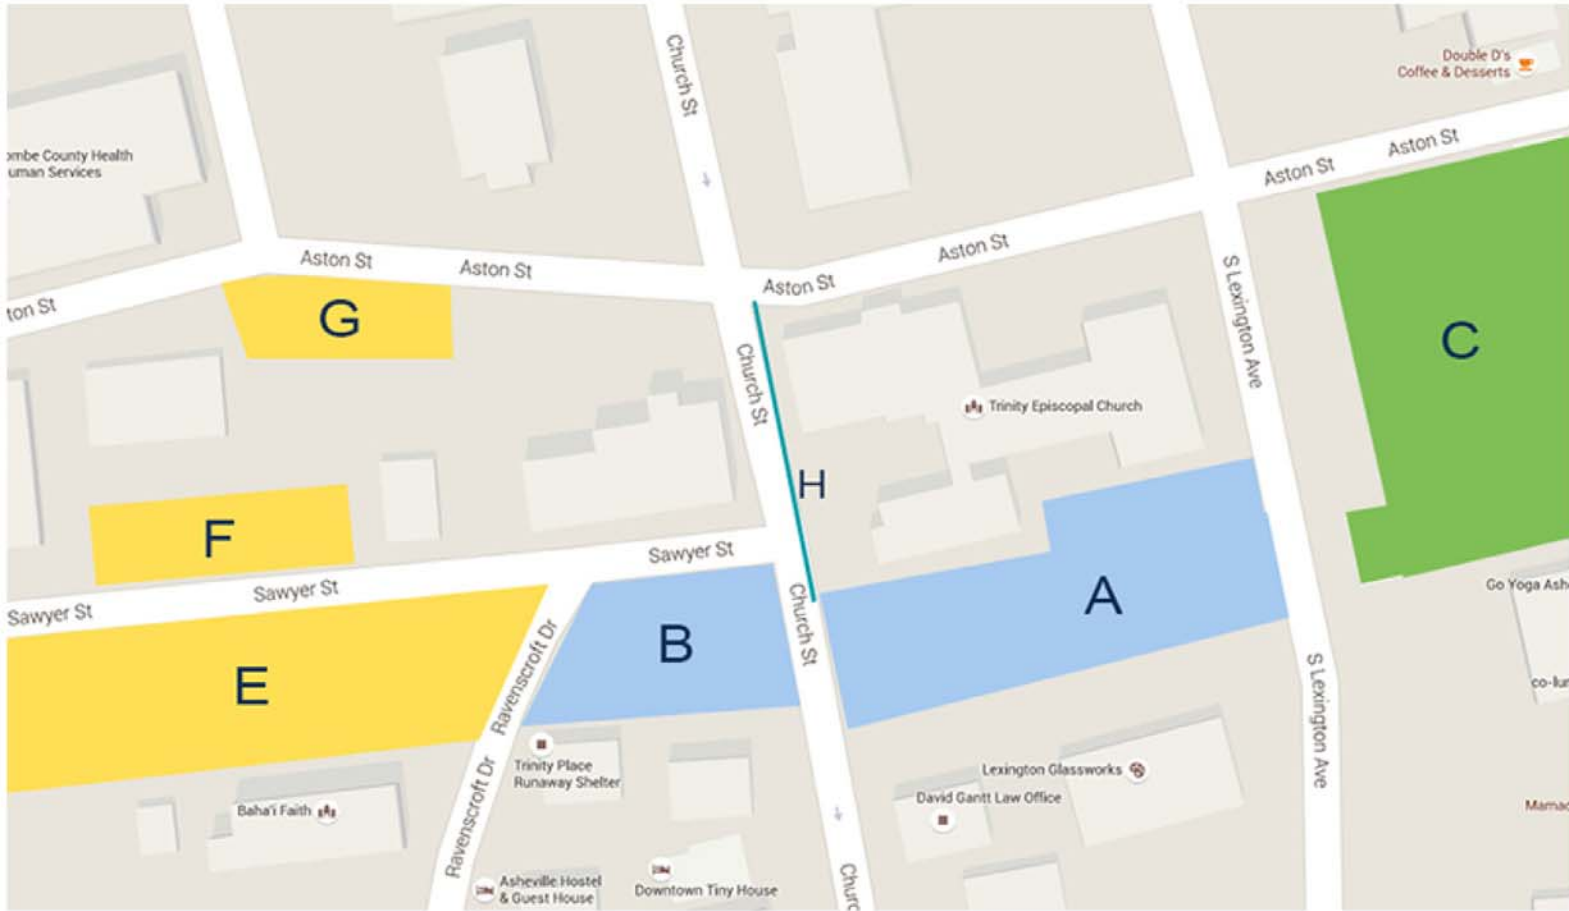 Church St
Double D's
Coffee & Desserts
ombe County Health
uman Services
Aston St
Aston St
Aston St
Aston St
Aston St
Aston St
ton St
G
Church St
S Lexington Ave
C
Trinity Episcopal Church
H
F
Sawyer St
Sawyer St
Sawyer St
A
B
E
Church St
Ravenscroft Dr
Go Yoga Ash
S Lexington Ave
co-lur
Trinity Place
Runaway Shelter
Ravenscroft Dr
Lexington Glassworks
David Gantt Law Office
Baha'i Faith
Mamac
Asheville Hostel
& Guest House
Downtown Tiny House
Churc